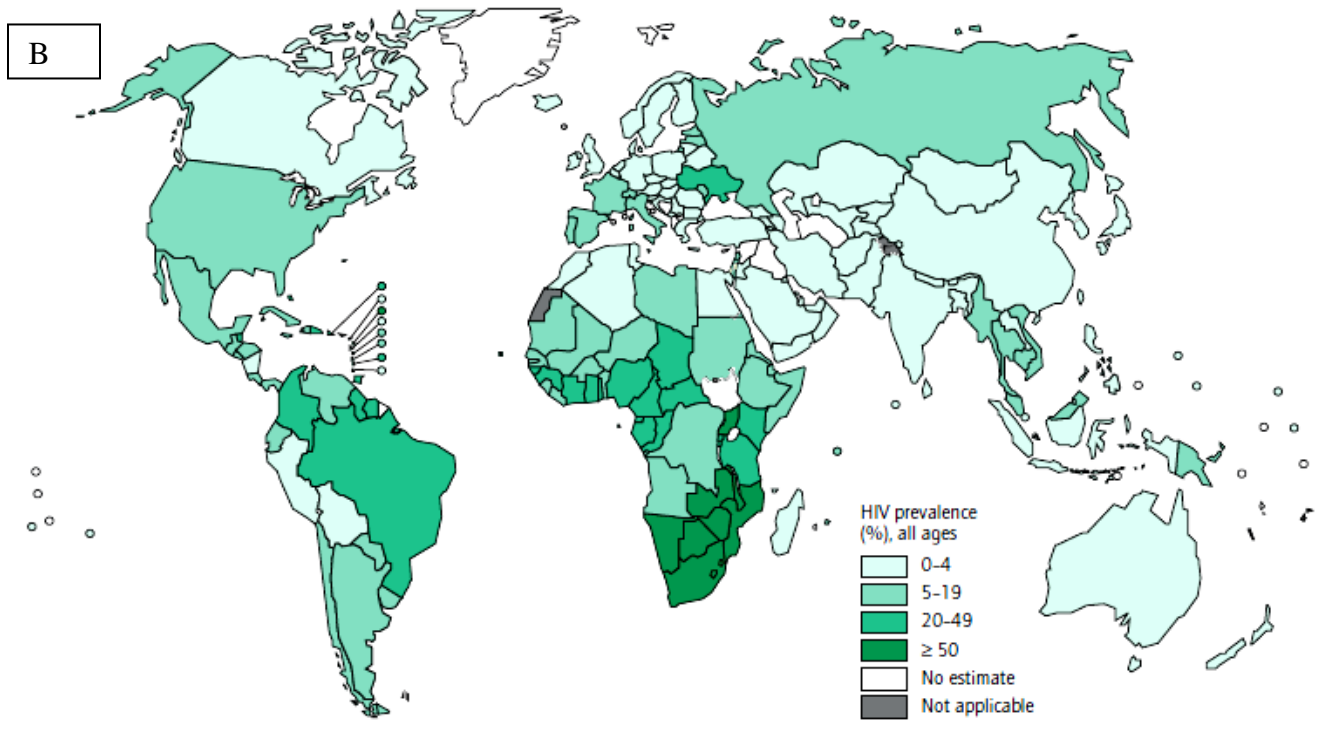 B
HIV prevalence
(%), all ages
0–4
5–19
20–49
≥ 50
No estimate
Not applicable